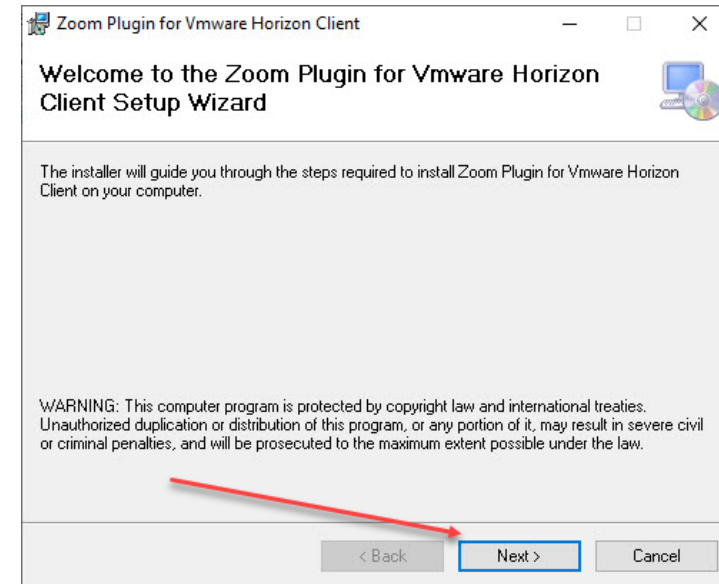 Zoom Plugin for Vmware Horizon Client
Welcome to the Zoom Plugin for Vmware Horizon
Client Setup Wizard
The installer will guide you through the steps required to install Zoom Plugin for Vmware Horizon
Client on your computer.
WARNING: This computer program is protected by copyright law and international treaties.
Unauthorized duplication or distribution of this program, or any portion of it, may result in severe civil
or criminal penalties, and will be prosecuted to the maximum extent possible under the law.
< Back Next > Cancel